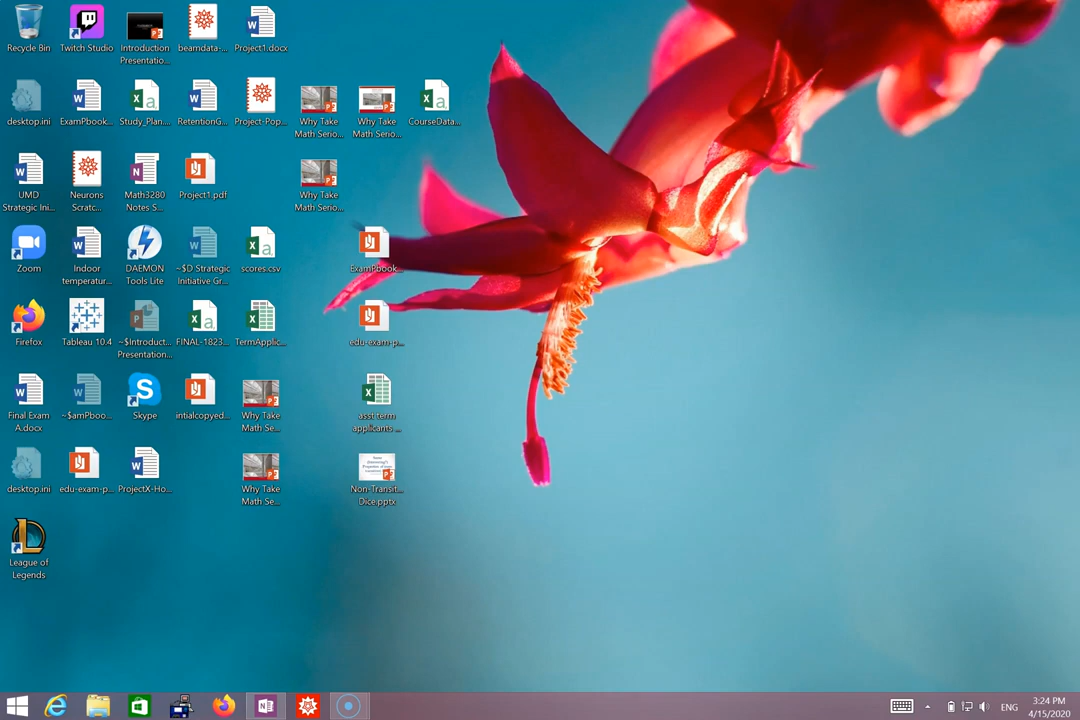 Recycle Bin
Twitch Studio
Introduction
Presentatio...
beamdata-...
Project1.docx
desktop.ini
ExamPbook...
Study_Plan....
RetentionG...
Project-Pop...
Why Take
Math Serio...
Why Take
Math Serio...
CourseData...
UMD
Strategic Ini...
Neurons
Scratc...
Math3280
Notes S...
Project1.pdf
Why Take
Math Serio...
Zoom
Indoor
temperatur...
DAEMON
Tools Lite
~$D Strategic
Initiative Gr...
scores.csv
ExamPbook...
Firefox
Tableau 10.4
~$Introduct...
Presentation...
FINAL-1823...
TermApplic...
edu-exam-p...
Final Exam
A.docx
~$amPboo...
Skype
intialcopyed...
Why Take
Math Se...
asst term
applicants ...
desktop.ini
edu-exam-p...
ProjectX-Ho...
Why Take
Math Se...
Non-Transit...
Dice.pptx
League of
Legends
ENG
3:24 PM
4/15/2020